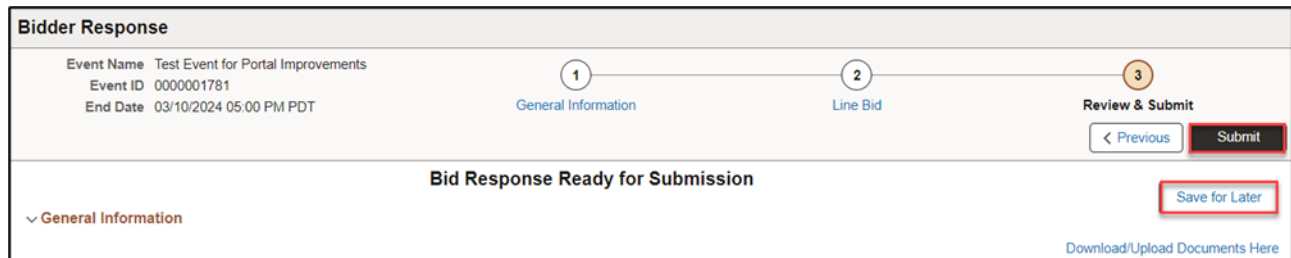 Bidder Response
Event Name Test Event for Portal Improvements
Event ID 0000001781
End Date 03/10/2024 05:00 PM PDT
1
General Information
2
Line Bid
3
Review & Submit
Previous
Submit
Bid Response Ready for Submission
Save for Later
General Information
Download/Upload Documents Here